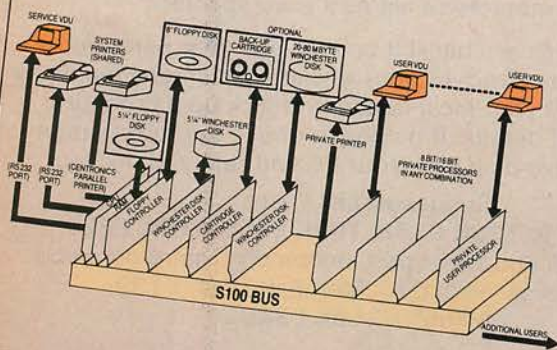 SERVICE VDU
SYSTEM
PRINTERS
(SHARED)
8" FLOPPY DISK
OPTIONAL
BACK-UP
CARTRIDGE
20-80 MBYTE
WINCHESTER
DISK
USER VDU
USER VDU
5¼" FLOPPY
DISK
5¼" WINCHESTER
DISK
PRIVATE PRINTER
8 BIT/16 BIT
PRIVATE PROCESSORS
IN ANY COMBINATION
(RS 232
PORT)
(RS 232
PORT)
(CENTRONICS
PARALLEL
PRINTER)
RAM
FLOPPY
CONTROLLER
WINCHESTER DISK
CONTROLLER
CARTRIDGE
CONTROLLER
WINCHESTER DISK
CONTROLLER
PRIVATE
USER PROCESSOR
S100 BUS
ADDITIONAL USERS